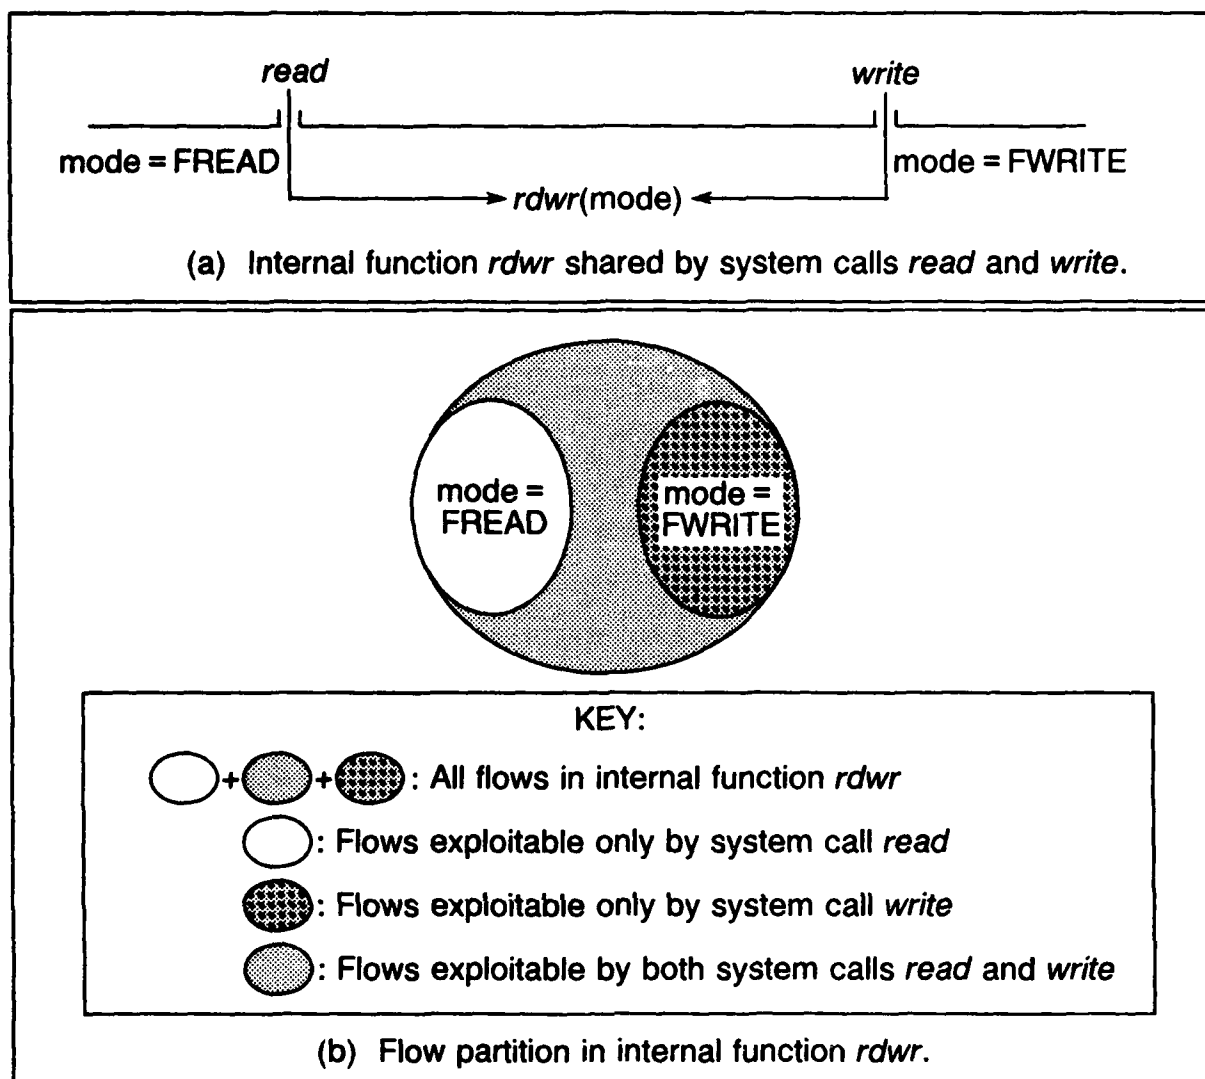 read write
mode = FREAD mode = FWRITE
rdwr(mode)
(a) Internal function rdwr shared by system calls read and write.
mode =
FREAD
mode =
FWRITE
KEY:
+ + : All flows in internal function rdwr
: Flows exploitable only by system call read
: Flows exploitable only by system call write
: Flows exploitable by both system calls read and write
(b) Flow partition in internal function rdwr.